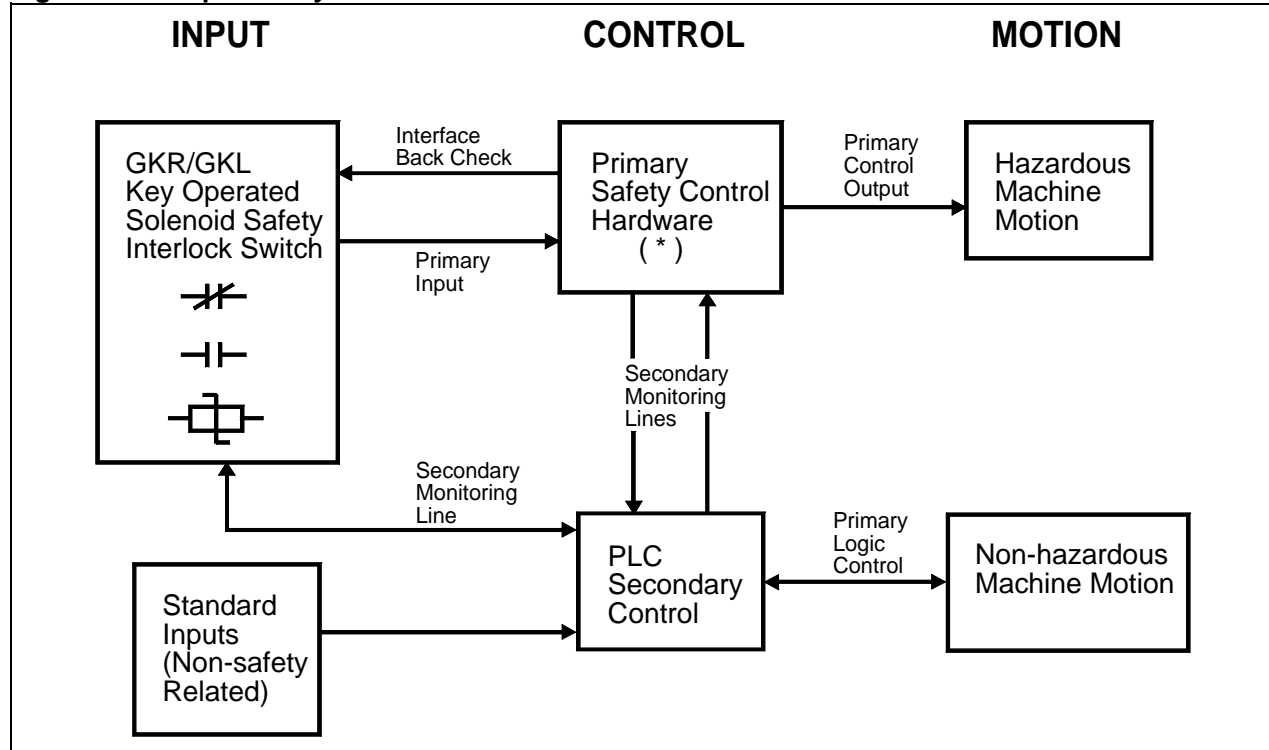 INPUT
CONTROL
MOTION
GKR/GKL
Key Operated
Solenoid Safety
Interlock Switch
Interface
Back Check
Primary
Input
Primary
Safety Control
Hardware
( * )
Primary
Control
Output
Hazardous
Machine
Motion
Secondary
Monitoring
Lines
Secondary
Monitoring
Line
Standard
Inputs
(Non-safety
Related)
PLC
Secondary
Control
Primary
Logic
Control
Non-hazardous
Machine Motion